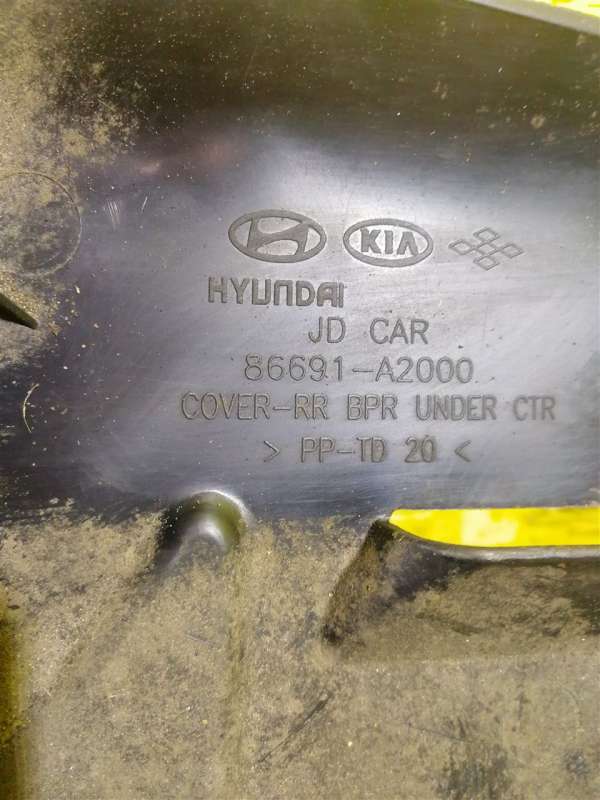 KIA
HYUNDAI
JD CAR
86691-A2000
COVER-RR BPR UNDER CTR
> PP-TD 20 <